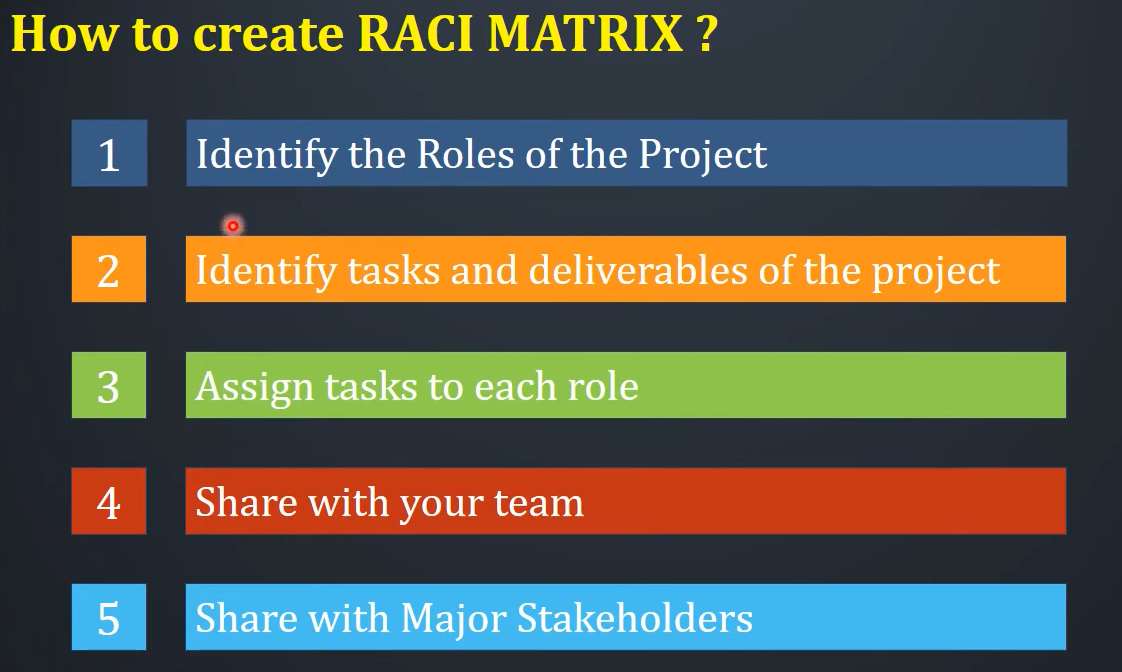 How to create RACI MATRIX ?
1 Identify the Roles of the Project
2 Identify tasks and deliverables of the project
3 Assign tasks to each role
4 Share with your team
5 Share with Major Stakeholders